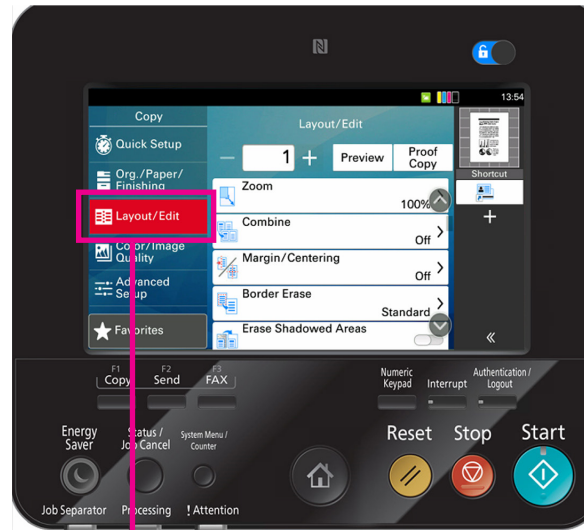 13:54
Copy
Layout/Edit
Quick Setup
1
Preview
Proof
Copy
Org./Paper/
Finishing
Shortcut
Zoom
100%
Layout/Edit
Combine
Off
Color/Image
Quality
Margin/Centering
Off
Advanced
Setup
Border Erase
Standard
Favorites
Erase Shadowed Areas
F1
Copy
F2
Send
F3
FAX
Numeric
Keypad
Interrupt
Authentication /
Logout
Energy
Saver
Status /
Job Cancel
System Menu /
Counter
Reset
Stop
Start
Job Separator
Processing
! Attention